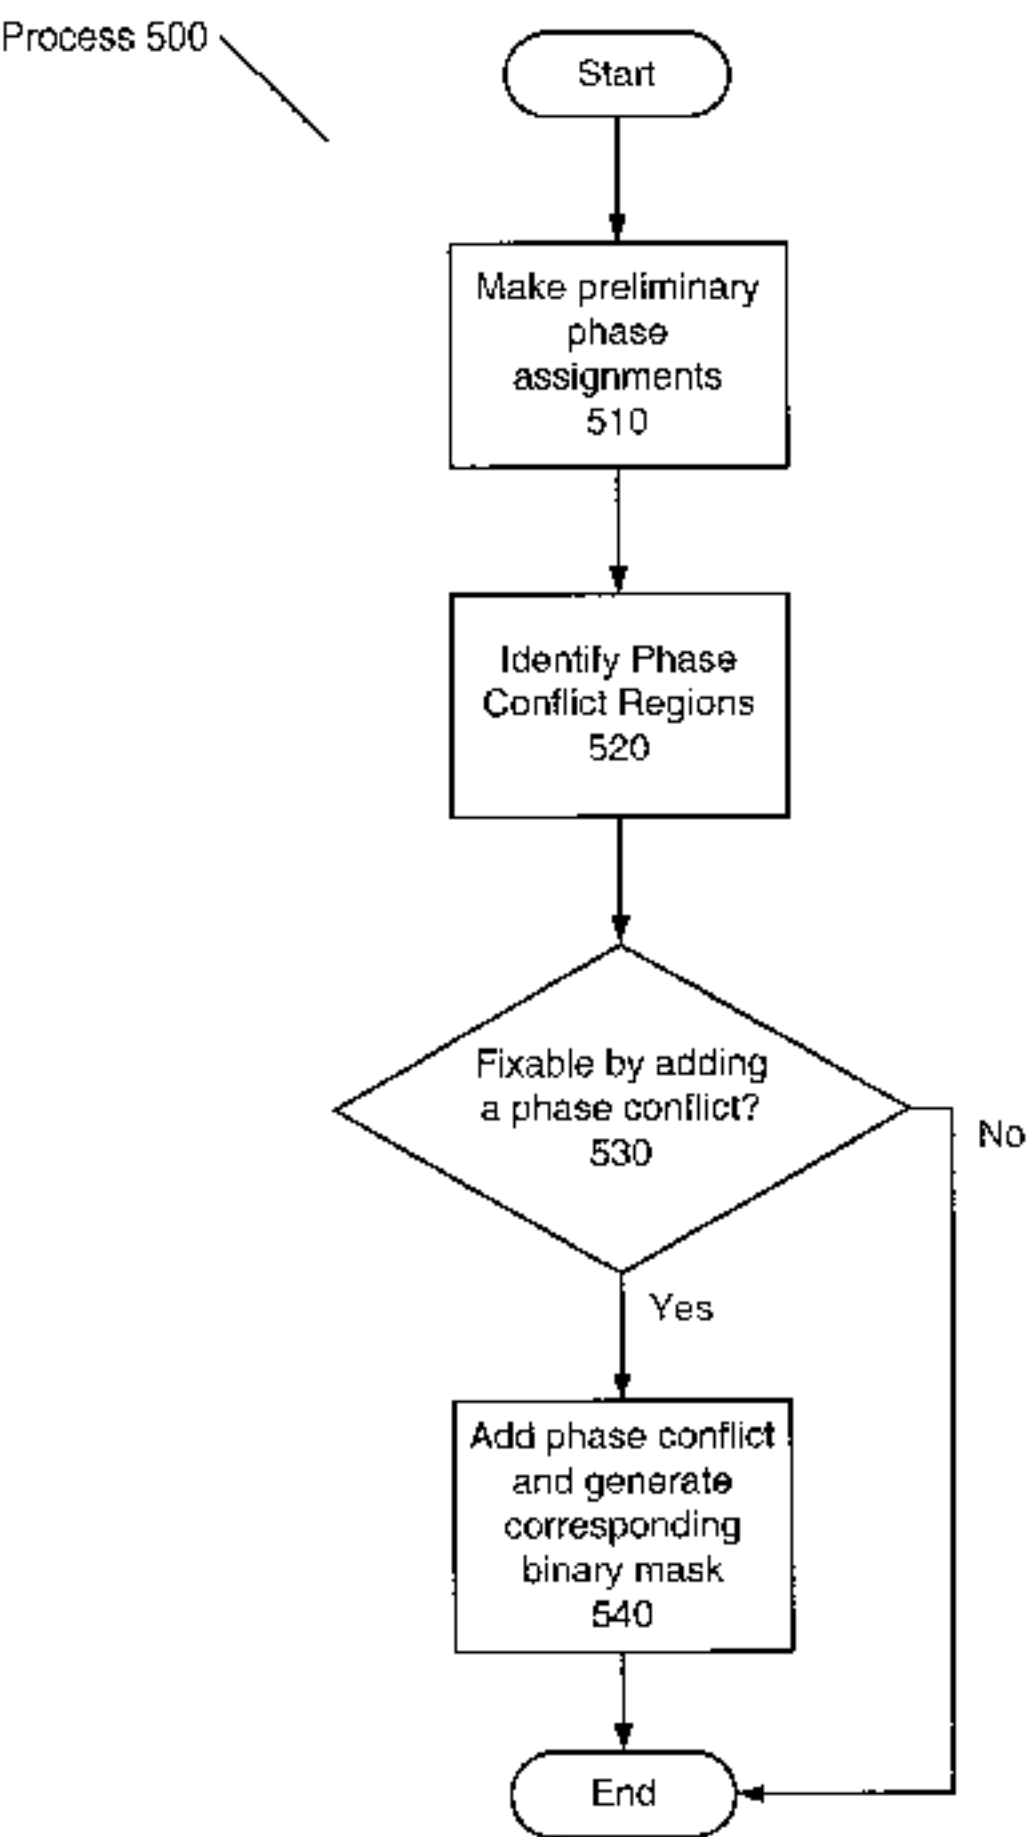 Process 500
Start
Make preliminary
phase
assignments
510
Identify Phase
Conflict Regions
520
Fixable by adding
a phase conflict?
530
No
Yes
Add phase conflict
and generate
corresponding
binary mask
540
End